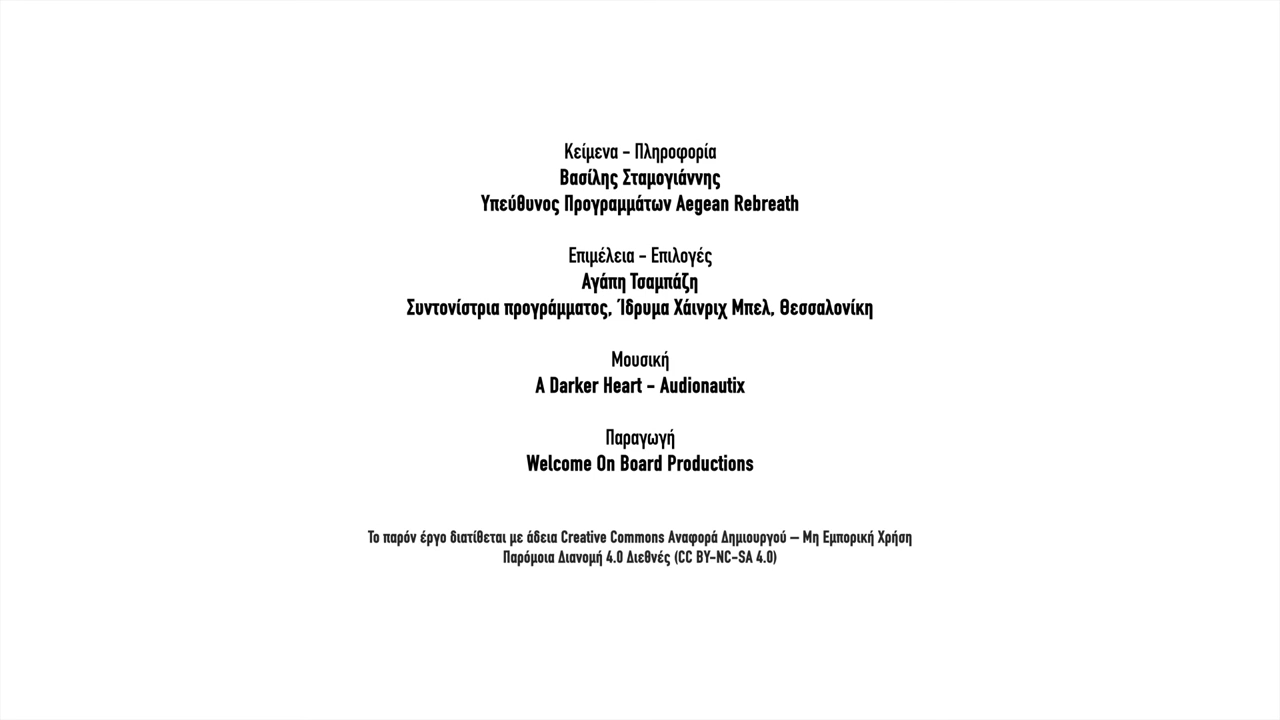 Κείμενα - Πληροφορία
Βασίλης Σταμογιάννης
Υπεύθυνος Προγραμμάτων Aegean Rebreath
Επιμέλεια - Επιλογές
Αγάπη Τσαμπάζη
Συντονίστρια προγράμματος, Ίδρυμα Χάινριχ Μπελ, Θεσσαλονίκη
Μουσική
A Darker Heart - Audionautix
Παραγωγή
Welcome On Board Productions
Το παρόν έργο διατίθεται με άδεια Creative Commons Αναφορά Δημιουργού – Μη Εμπορική Χρήση
Παρόμοια Διανομή 4.0 Διεθνές (CC BY-NC-SA 4.0)